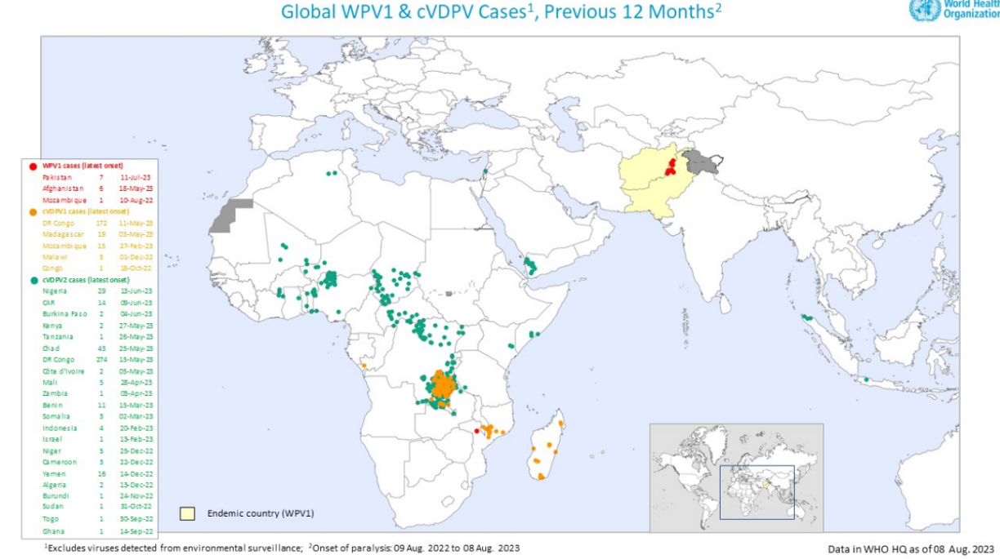 Global WPV1 & cVDPV Cases¹, Previous 12 Months²
World Health
Organization
WPV1 cases (latest onset)
Pakistan 7 11-Jul-23
Afghanistan 6 18-May-23
Mozambique 1 10-Aug-22
cVDPV1 cases (latest onset)
DR Congo 172 11-May-23
Madagascar 19 03-May-23
Mozambique 15 27-Feb-23
Malawi 3 01-Dec-22
Congo 1 15-Oct-22
cVDPV2 cases (latest onset)
Nigeria 29 13-Jun-23
CAR 14 09-Jun-23
Burkina Faso 2 04-Jun-23
Kenya 2 27-May-23
Tanzania 1 26-May-23
Chad 43 23-May-23
DR Congo 274 15-May-23
Côte d'Ivoire 2 05-May-23
Mali 5 28-Apr-23
Zambia 1 03-Apr-23
Benin 11 15-Mar-23
Somalia 3 02-Mar-23
Indonesia 4 20-Feb-23
Israel 1 13-Feb-23
Niger 5 25-Dec-22
Cameroon 3 22-Dec-22
Yemen 16 14-Dec-22
Algeria 2 13-Dec-22
Burundi 1 24-Nov-22
Sudan 1 31-Oct-22
Togo 1 30-Sep-22
Ghana 1 14-Sep-22
Endemic country (WPV1)
¹Excludes viruses detected from environmental surveillance; ²Onset of paralysis: 09 Aug. 2022 to 08 Aug. 2023
Data in WHO HQ as of 08 Aug. 2023